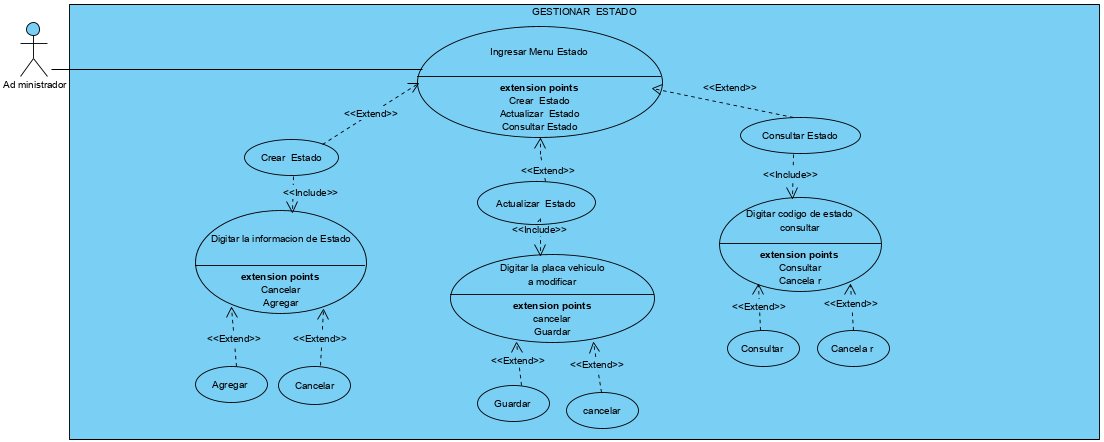 GESTIONAR ESTADO
Ad ministrador
Ingresar Menu Estado
extension points
Crear Estado
Actualizar Estado
Consultar Estado
<<Extend>>
<<Extend>>
<<Extend>>
Crear Estado
Actualizar Estado
Consultar Estado
<<Include>>
<<Include>>
<<Include>>
Digitar la informacion de Estado
extension points
Cancelar
Agregar
Digitar la placa vehiculo
a modificar
extension points
cancelar
Guardar
Digitar codigo de estado
consultar
extension points
Consultar
Cancela r
<<Extend>>
<<Extend>>
<<Extend>>
<<Extend>>
<<Extend>>
<<Extend>>
Agregar
Cancelar
Guardar
cancelar
Consultar
Cancela r